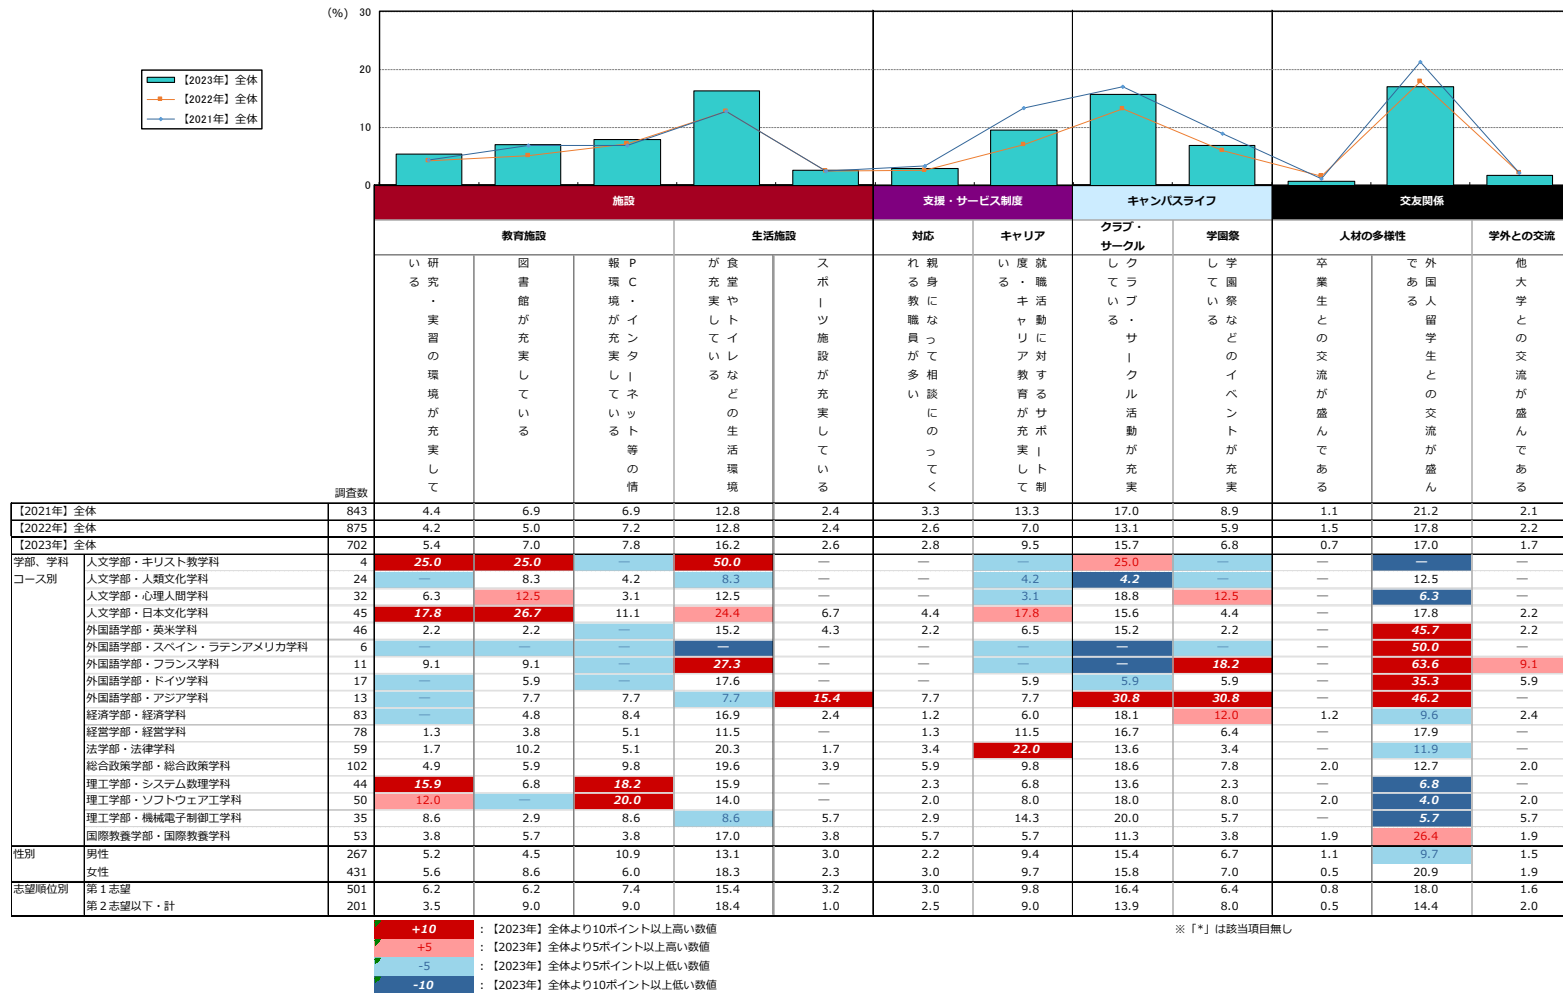 (%)
30
20
10
0
【2023年】全体
【2022年】全体
【2021年】全体
施設
支援・サービス制度
キャンパスライフ
交友関係
教育施設
生活施設
対応
キャリア
クラブ・サークル
学園祭
人材の多様性
学外との交流
研究・実習の環境が充実している
図書館が充実している
PC・インターネット等の情報環境が充実している
食堂やトイレなどの生活環境が充実している
スポーツ施設が充実している
親身になって相談にのってくれる教職員が多い
就職活動に対するサポート制度・キャリア教育が充実している
クラブ・サークル活動が充実している
学園祭などのイベントが充実している
卒業生との交流が盛んである
外国人留学生との交流が盛んである
他大学との交流が盛んである
調査数
【2021年】全体 843 4.4 6.9 6.9 12.8 2.4 3.3 13.3 17.0 8.9 1.1 21.2 2.1
【2022年】全体 875 4.2 5.0 7.2 12.8 2.4 2.6 7.0 13.1 5.9 1.5 17.8 2.2
【2023年】全体 702 5.4 7.0 7.8 16.2 2.6 2.8 9.5 15.7 6.8 0.7 17.0 1.7
学部、学科 人文学部・キリスト教学科 4 25.0 25.0 — 50.0 — — — 25.0 — — — —
コース別 人文学部・人類文化学科 24 — 8.3 4.2 8.3 — — 4.2 4.2 — — 12.5 —
人文学部・心理人間学科 32 6.3 12.5 3.1 12.5 — — 3.1 18.8 12.5 — 6.3 —
人文学部・日本文化学科 45 17.8 26.7 11.1 24.4 6.7 4.4 17.8 15.6 4.4 — 17.8 2.2
外国語学部・英米学科 46 2.2 2.2 — 15.2 4.3 2.2 6.5 15.2 2.2 — 45.7 2.2
外国語学部・スペイン・ラテンアメリカ学科 6 — — — — — — — — — — 50.0 —
外国語学部・フランス学科 11 9.1 9.1 — 27.3 — — — — 18.2 — 63.6 9.1
外国語学部・ドイツ学科 17 — 5.9 — 17.6 — — 5.9 5.9 5.9 — 35.3 5.9
外国語学部・アジア学科 13 — 7.7 7.7 7.7 15.4 7.7 7.7 30.8 30.8 — 46.2 —
経済学部・経済学科 83 — 4.8 8.4 16.9 2.4 1.2 6.0 18.1 12.0 1.2 9.6 2.4
経営学部・経営学科 78 1.3 3.8 5.1 11.5 — 1.3 11.5 16.7 6.4 — 17.9 —
法学部・法律学科 59 1.7 10.2 5.1 20.3 1.7 3.4 22.0 13.6 3.4 — 11.9 —
総合政策学部・総合政策学科 102 4.9 5.9 9.8 19.6 3.9 5.9 9.8 18.6 7.8 2.0 12.7 2.0
理工学部・システム数理学科 44 15.9 6.8 18.2 15.9 — 2.3 6.8 13.6 2.3 — 6.8 —
理工学部・ソフトウェア工学科 50 12.0 — 20.0 14.0 — 2.0 8.0 18.0 8.0 2.0 4.0 2.0
理工学部・機械電子制御工学科 35 8.6 2.9 8.6 8.6 5.7 2.9 14.3 20.0 5.7 — 5.7 5.7
国際教養学部・国際教養学科 53 3.8 5.7 3.8 17.0 3.8 5.7 5.7 11.3 3.8 1.9 26.4 1.9
性別 男性 267 5.2 4.5 10.9 13.1 3.0 2.2 9.4 15.4 6.7 1.1 9.7 1.5
女性 431 5.6 8.6 6.0 18.3 2.3 3.0 9.7 15.8 7.0 0.5 20.9 1.9
志望順位別 第1志望 501 6.2 6.2 7.4 15.4 3.2 3.0 9.8 16.4 6.4 0.8 18.0 1.6
第2志望以下・計 201 3.5 9.0 9.0 18.4 1.0 2.5 9.0 13.9 8.0 0.5 14.4 2.0
+10 ：【2023年】全体より10ポイント以上高い数値
+5 ：【2023年】全体より5ポイント以上高い数値
-5 ：【2023年】全体より5ポイント以上低い数値
-10 ：【2023年】全体より10ポイント以上低い数値
※「*」は該当項目無し